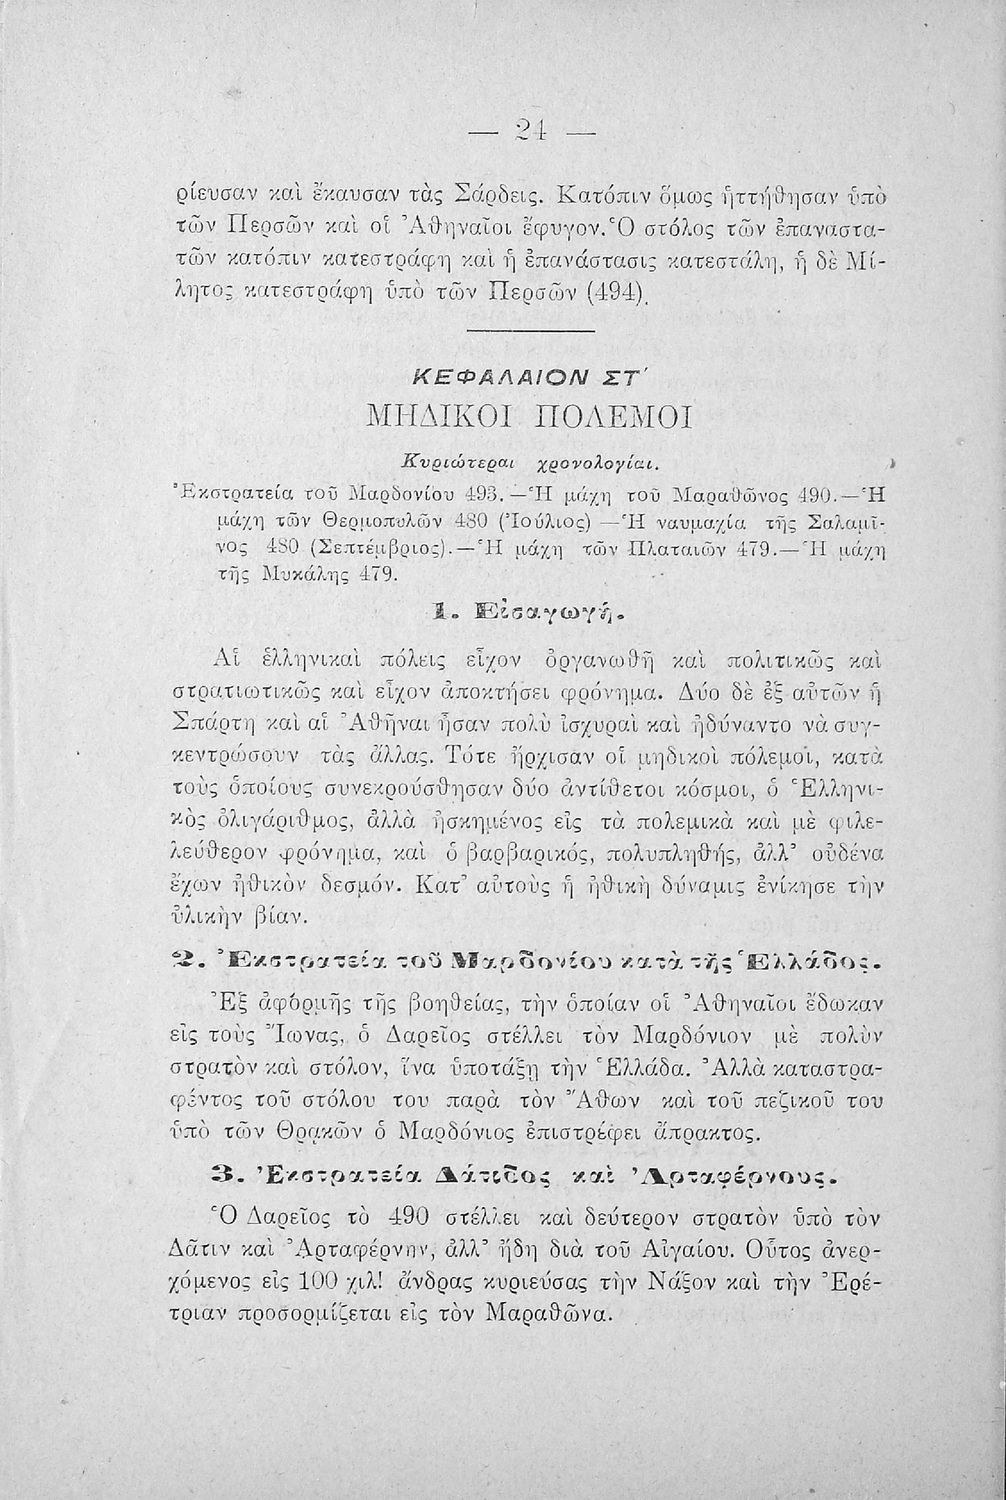 — 24 —
ρίευσαν καὶ ἔκαυσαν τὰς Σάρδεις. Κατόπιν ὅμως ἡττήθησαν ὑπὸ
τῶν Περσῶν καὶ οἱ Ἀθηναῖοι ἔφυγον. Ὁ στόλος τῶν ἐπαναστα-
τῶν κατόπιν κατεστράφη καὶ ἡ ἐπανάστασις κατεστάλη, ἡ δὲ Μί-
λητος κατεστράφη ὑπὸ τῶν Περσῶν (494).
ΚΕΦΑΛΑΙΟΝ ΣΤ΄
ΜΗΔΙΚΟΙ ΠΟΛΕΜΟΙ
Κυριώτεραι χρονολογίαι.
Ἐκστρατεία τοῦ Μαρδονίου 493.—Ἡ μάχη τοῦ Μαραθῶνος 490.—Ἡ
μάχη τῶν Θερμοπυλῶν 480 (Ἰούλιος) —Ἡ ναυμαχία τῆς Σαλαμῖ-
νος 480 (Σεπτέμβριος).—Ἡ μάχη τῶν Πλαταιῶν 479.—Ἡ μάχη
τῆς Μυκάλης 479.
1. Εἰσαγωγή.
Αἱ ἑλληνικαὶ πόλεις εἶχον ὀργανωθῆ καὶ πολιτικῶς καὶ
στρατιωτικῶς καὶ εἶχον ἀποκτήσει φρόνημα. Δύο δὲ ἐξ αὐτῶν ἡ
Σπάρτη καὶ αἱ Ἀθῆναι ἦσαν πολὺ ἰσχυραὶ καὶ ἠδύναντο νὰ συγ-
κεντρώσουν τὰς ἄλλας. Τότε ἤρχισαν οἱ μηδικοὶ πόλεμοι, κατὰ
τοὺς ὁποίους συνεκρούσθησαν δύο ἀντίθετοι κόσμοι, ὁ Ἑλληνι-
κὸς ὀλιγάριθμος, ἀλλὰ ἠσκημένος εἰς τὰ πολεμικὰ καὶ μὲ φιλε-
λεύθερον φρόνημα, καὶ ὁ βαρβαρικός, πολυπληθής, ἀλλ' οὐδένα
ἔχων ἠθικὸν δεσμόν. Κατ' αὐτοὺς ἡ ἠθικὴ δύναμις ἐνίκησε τὴν
ὑλικὴν βίαν.
2. Ἐκστρατεία τοῦ Μαρδονίου κατὰ τῆς Ἑλλάδος.
Ἐξ ἀφορμῆς τῆς βοηθείας, τὴν ὁποίαν οἱ Ἀθηναῖοι ἔδωκαν
εἰς τοὺς Ἴωνας, ὁ Δαρεῖος στέλλει τὸν Μαρδόνιον μὲ πολὺν
στρατὸν καὶ στόλον, ἵνα ὑποτάξῃ τὴν Ἑλλάδα. Ἀλλὰ καταστρα-
φέντος τοῦ στόλου του παρὰ τὸν Ἄθων καὶ τοῦ πεζικοῦ του
ὑπὸ τῶν Θρᾳκῶν ὁ Μαρδόνιος ἐπιστρέφει ἄπρακτος.
3. Ἐκστρατεία Δάτιδος καὶ Ἀρταφέρνους.
Ὁ Δαρεῖος τὸ 490 στέλλει καὶ δεύτερον στρατὸν ὑπὸ τὸν
Δᾶτιν καὶ Ἀρταφέρνην, ἀλλ' ἤδη διὰ τοῦ Αἰγαίου. Οὗτος ἀνερ-
χόμενος εἰς 100 χιλ! ἄνδρας κυριεύσας τὴν Νάξον καὶ τὴν Ἐρέ-
τριαν προσορμίζεται εἰς τὸν Μαραθῶνα.